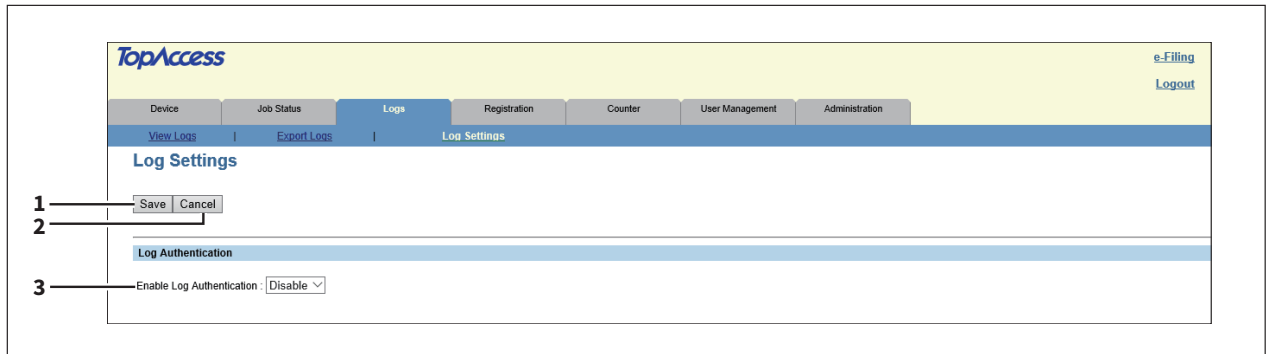 TopAccess
e-Filing
Logout
Device Job Status Logs Registration Counter User Management Administration
View Logs | Export Logs | Log Settings
Log Settings
1 Save Cancel
2
Log Authentication
3 Enable Log Authentication : Disable